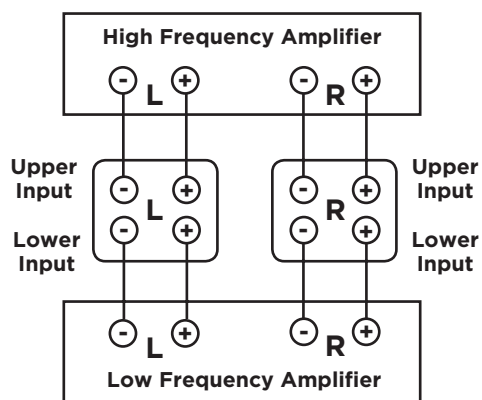 High Frequency Amplifier
- L + - R +
Upper
Input
- L + - R +
Upper
Input
Lower
Input
- + - +
Lower
Input
- L + - R +
Low Frequency Amplifier